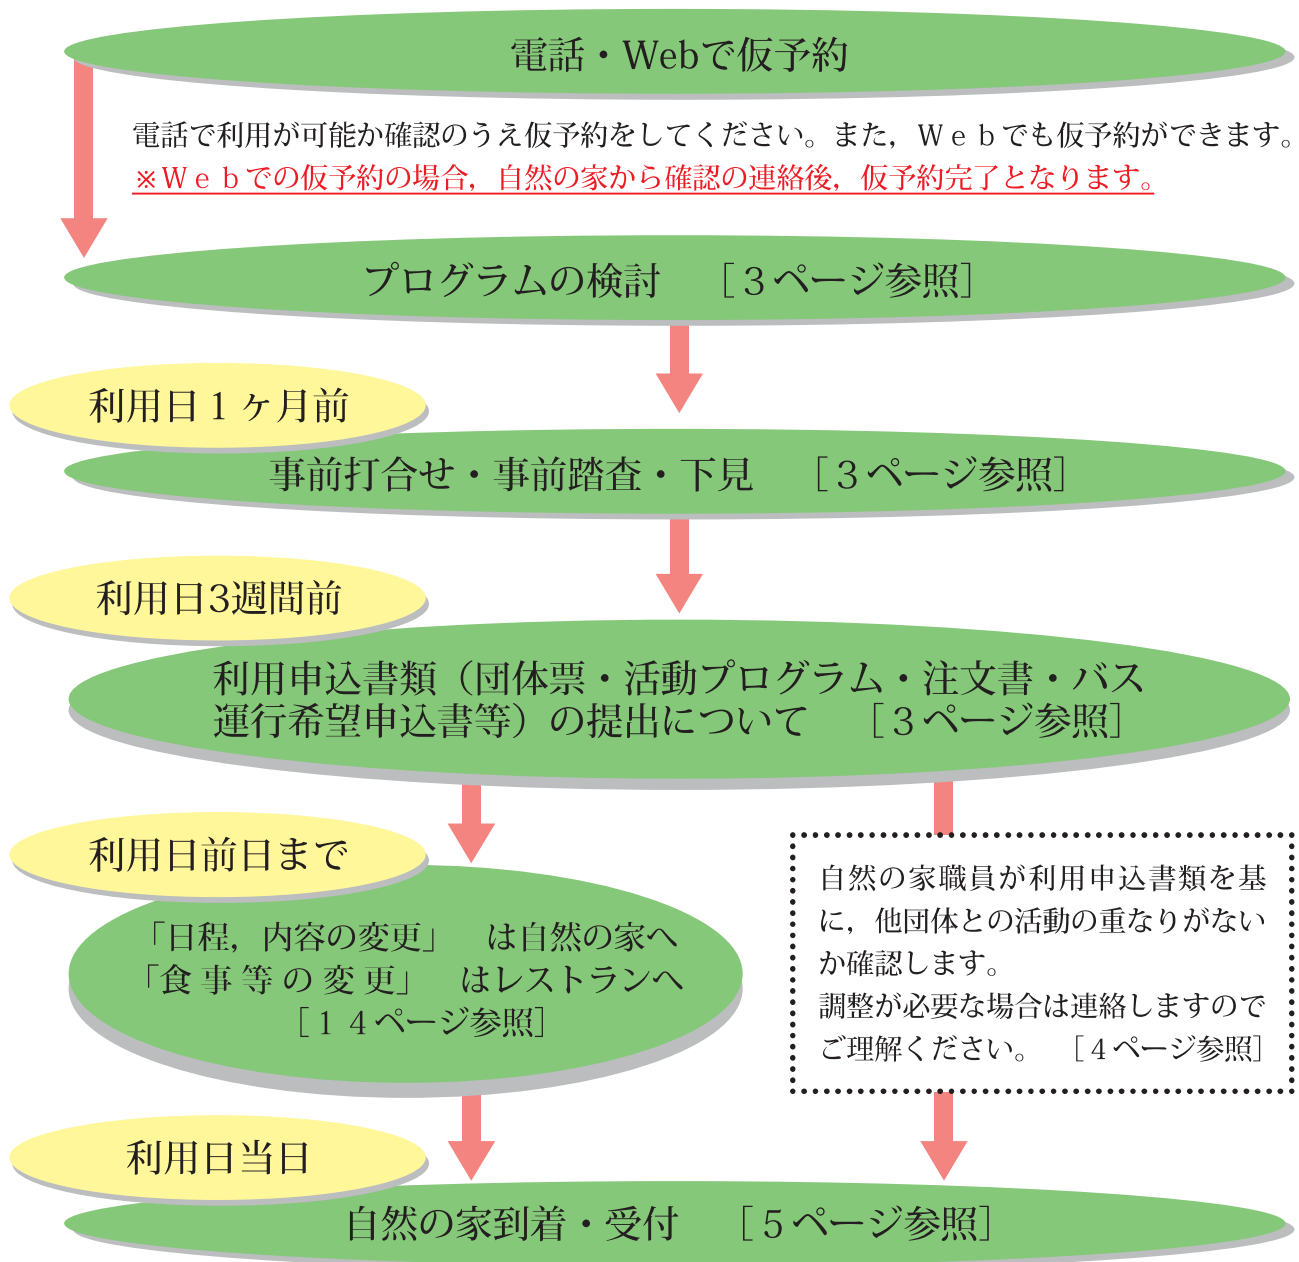 電話・Webで仮予約
電話で利用が可能か確認のうえ仮予約をしてください。また，Ｗｅｂでも仮予約ができます。
※Ｗｅｂでの仮予約の場合，自然の家から確認の連絡後，仮予約完了となります。
プログラムの検討　［３ページ参照］
利用日１ヶ月前
事前打合せ・事前踏査・下見　［３ページ参照］
利用日3週間前
利用申込書類（団体票・活動プログラム・注文書・バス
運行希望申込書等）の提出について　［３ページ参照］
利用日前日まで
「日程，内容の変更」　は自然の家へ
「食 事 等 の 変 更」　はレストランへ
［１４ページ参照］
自然の家職員が利用申込書類を基
に，他団体との活動の重なりがない
か確認します。
調整が必要な場合は連絡しますので
ご理解ください。　［４ページ参照］
利用日当日
自然の家到着・受付　［５ページ参照］